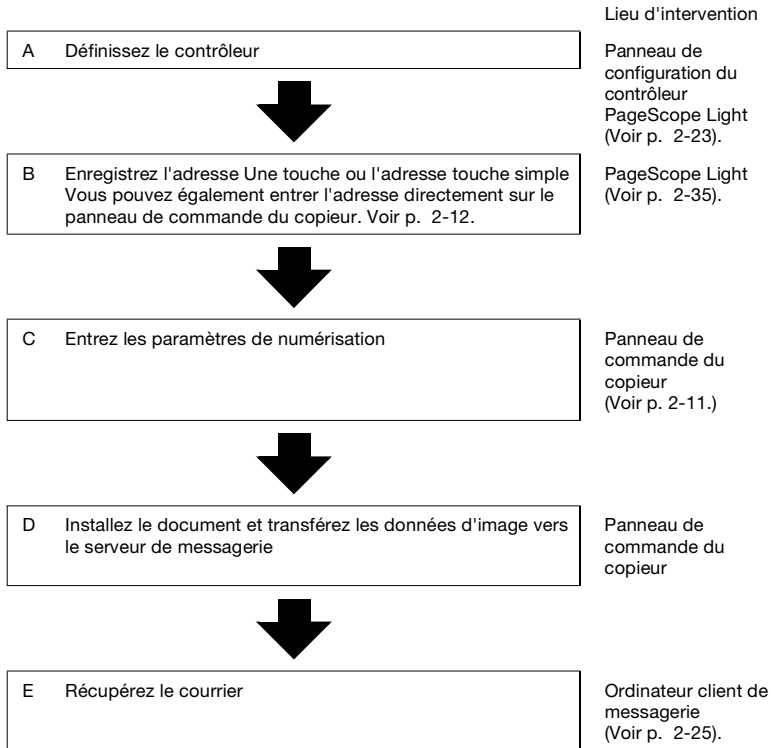 Lieu d'intervention
A Définissez le contrôleur
Panneau de
configuration du
contrôleur
PageScope Light
(Voir p. 2-23).
B Enregistrez l'adresse Une touche ou l'adresse touche simple
Vous pouvez également entrer l'adresse directement sur le
panneau de commande du copieur. Voir p. 2-12.
PageScope Light
(Voir p. 2-35).
C Entrez les paramètres de numérisation
Panneau de
commande du
copieur
(Voir p. 2-11.)
D Installez le document et transférez les données d'image vers
le serveur de messagerie
Panneau de
commande du
copieur
E Récupérez le courrier
Ordinateur client de
messagerie
(Voir p. 2-25).